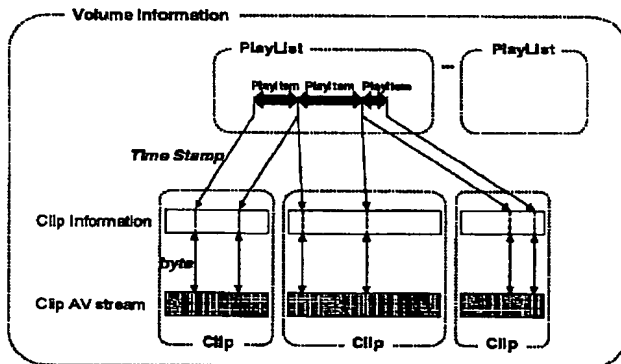 Volume Information
PlayList
...
PlayList
PlayItem PlayItem PlayItem
Time Stamp
Clip Information
byte
Clip AV stream
Clip
Clip
Clip